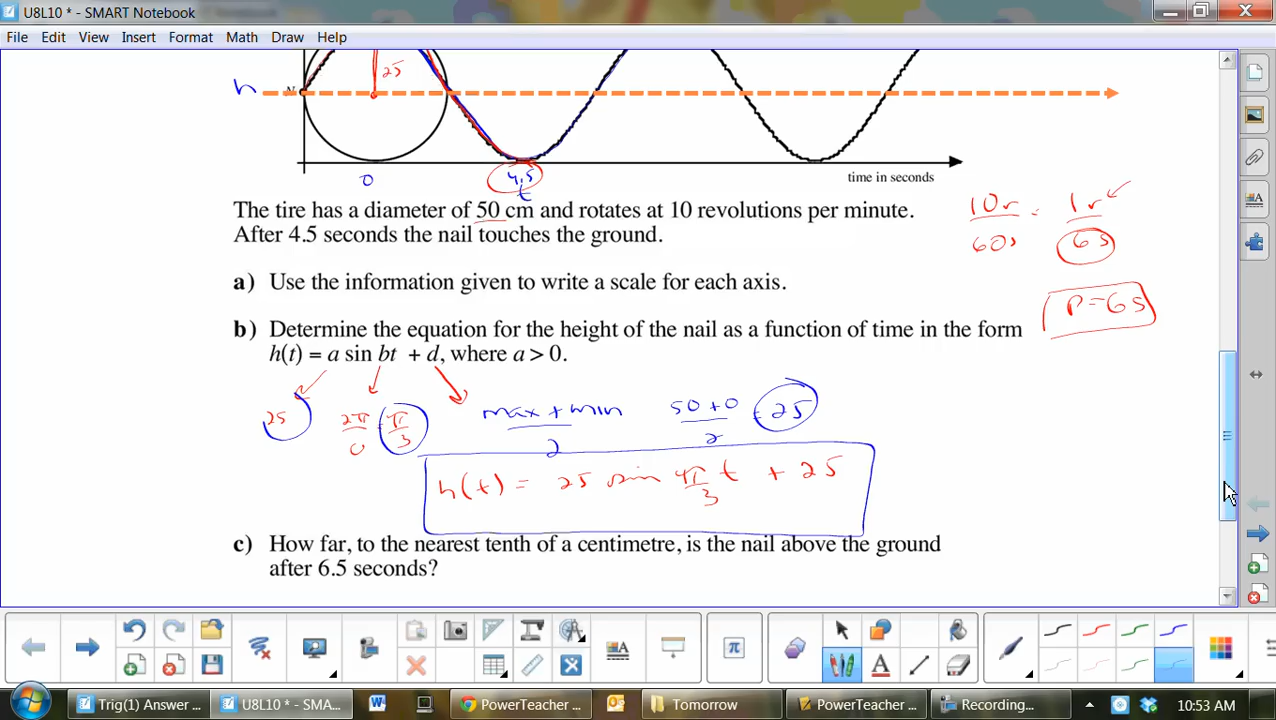 U8L10 * - SMART Notebook
File Edit View Insert Format Math Draw Help
25
h N
0 4.5 time in seconds
t
The tire has a diameter of 50 cm and rotates at 10 revolutions per minute.
After 4.5 seconds the nail touches the ground.
10r = 1r
60s 6s
a) Use the information given to write a scale for each axis.
P=6s
b) Determine the equation for the height of the nail as a function of time in the form
h(t) = a sin bt + d, where a > 0.
25 2π/6 = π/3 max + min / 2 50+0 / 2 = 25
h(t) = 25 sin π/3 t + 25
c) How far, to the nearest tenth of a centimetre, is the nail above the ground
after 6.5 seconds?
Trig(1) Answer ... U8L10 * - SMA... PowerTeacher ... Tomorrow PowerTeacher ... Recording... 10:53 AM